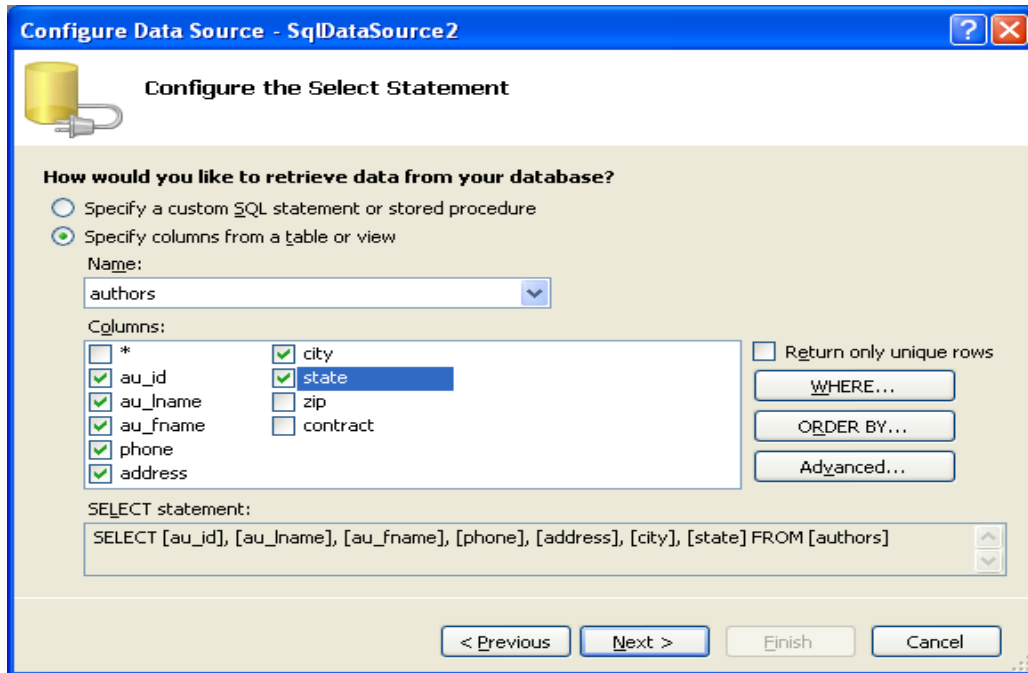 Configure Data Source - SqlDataSource2
Configure the Select Statement
How would you like to retrieve data from your database?
Specify a custom SQL statement or stored procedure
Specify columns from a table or view
Name:
authors
Columns:
*
au_id
au_lname
au_fname
phone
address
city
state
zip
contract
Return only unique rows
WHERE...
ORDER BY...
Advanced...
SELECT statement:
SELECT [au_id], [au_lname], [au_fname], [phone], [address], [city], [state] FROM [authors]
< Previous
Next >
Finish
Cancel